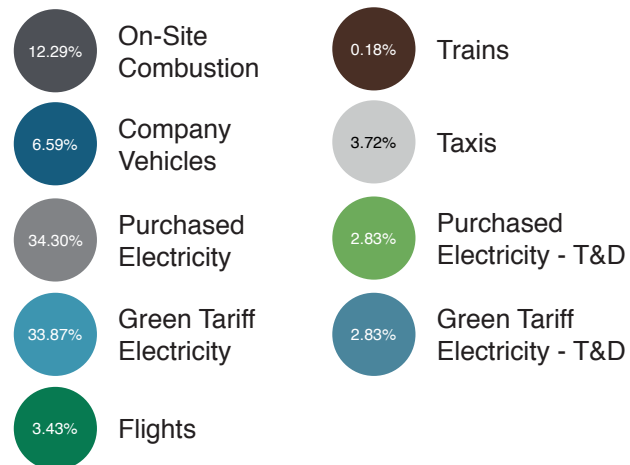 12.29%
On-Site
Combustion
6.59%
Company
Vehicles
34.30%
Purchased
Electricity
33.87%
Green Tariff
Electricity
3.43%
Flights
0.18%
Trains
3.72%
Taxis
2.83%
Purchased
Electricity - T&D
2.83%
Green Tariff
Electricity - T&D